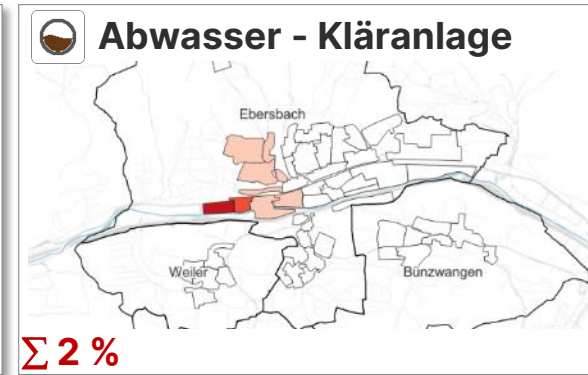 Abwasser - Kläranlage
Ebersbach
Weiler
Bünzwangen
∑ 2 %